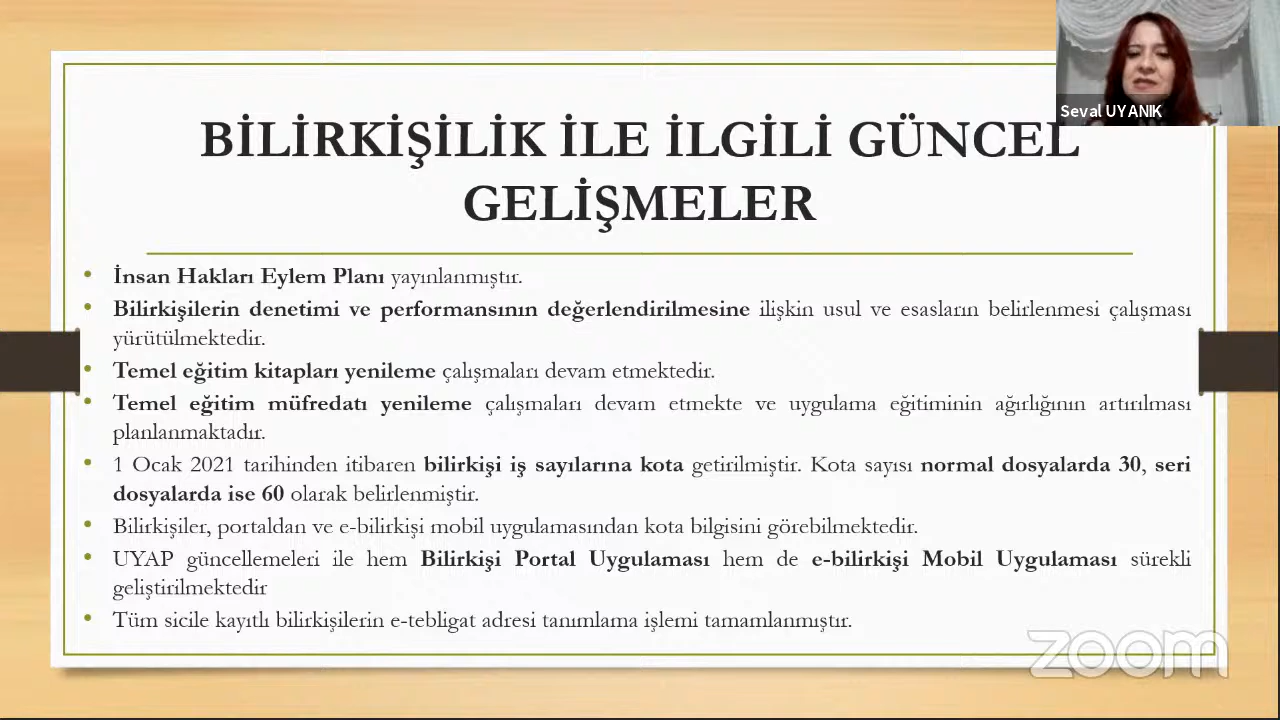 Seval UYANIK
BİLİRKİŞİLİK İLE İLGİLİ GÜNCEL
GELİŞMELER
• İnsan Hakları Eylem Planı yayınlanmıştır.
• Bilirkişilerin denetimi ve performansının değerlendirilmesine ilişkin usul ve esasların belirlenmesi çalışması
yürütülmektedir.
• Temel eğitim kitapları yenileme çalışmaları devam etmektedir.
• Temel eğitim müfredatı yenileme çalışmaları devam etmekte ve uygulama eğitiminin ağırlığının artırılması
planlanmaktadır.
• 1 Ocak 2021 tarihinden itibaren bilirkişi iş sayılarına kota getirilmiştir. Kota sayısı normal dosyalarda 30, seri
dosyalarda ise 60 olarak belirlenmiştir.
• Bilirkişiler, portaldan ve e-bilirkişi mobil uygulamasından kota bilgisini görebilmektedir.
• UYAP güncellemeleri ile hem Bilirkişi Portal Uygulaması hem de e-bilirkişi Mobil Uygulaması sürekli
geliştirilmektedir
• Tüm sicile kayıtlı bilirkişilerin e-tebligat adresi tanımlama işlemi tamamlanmıştır.
zoom